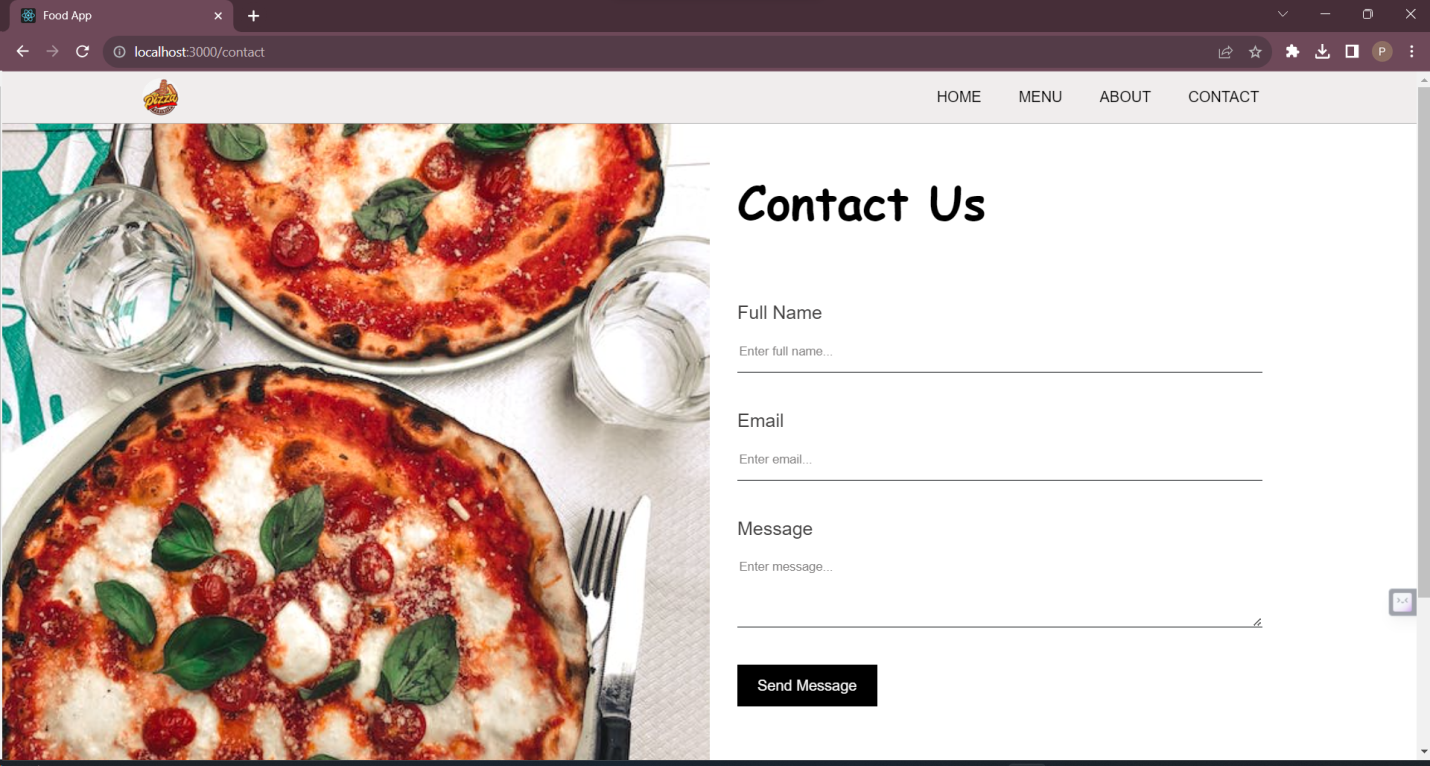 Food App
localhost:3000/contact
P
Pizza
HOME MENU ABOUT CONTACT
Contact Us
Full Name
Enter full name...
Email
Enter email...
Message
Enter message...
Send Message